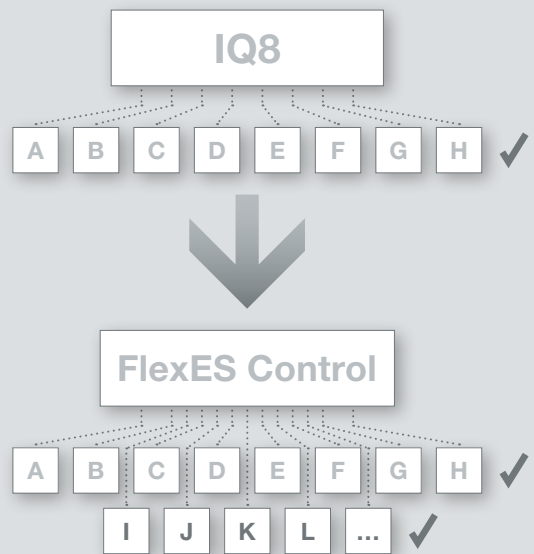 IQ8
A B C D E F G H
FlexES Control
A B C D E F G H
I J K L ...